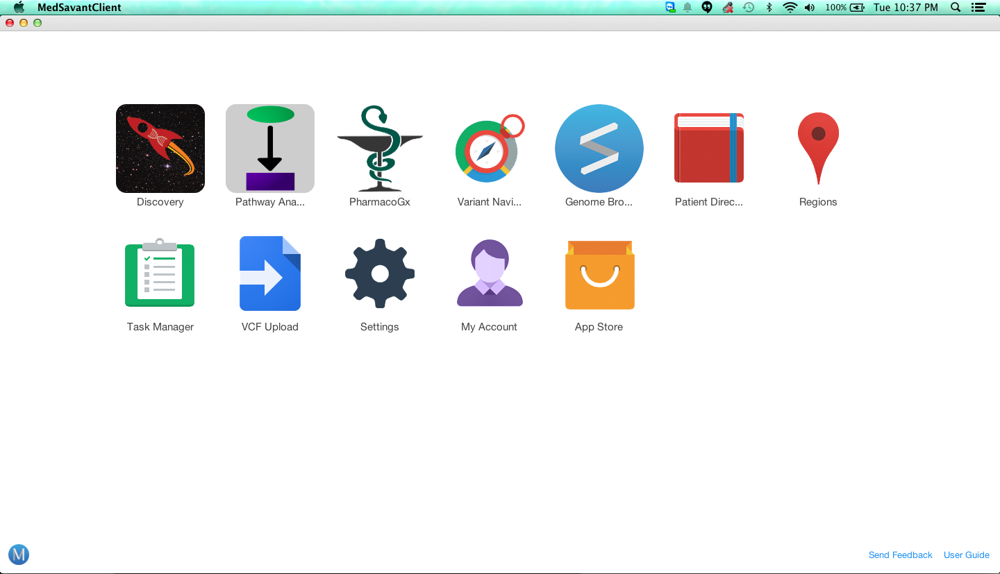 MedSavantClient 100% Tue 10:37 PM
Discovery Pathway Ana... PharmacoGx Variant Navi... Genome Bro... Patient Direc... Regions
Task Manager VCF Upload Settings My Account App Store
M Send Feedback User Guide